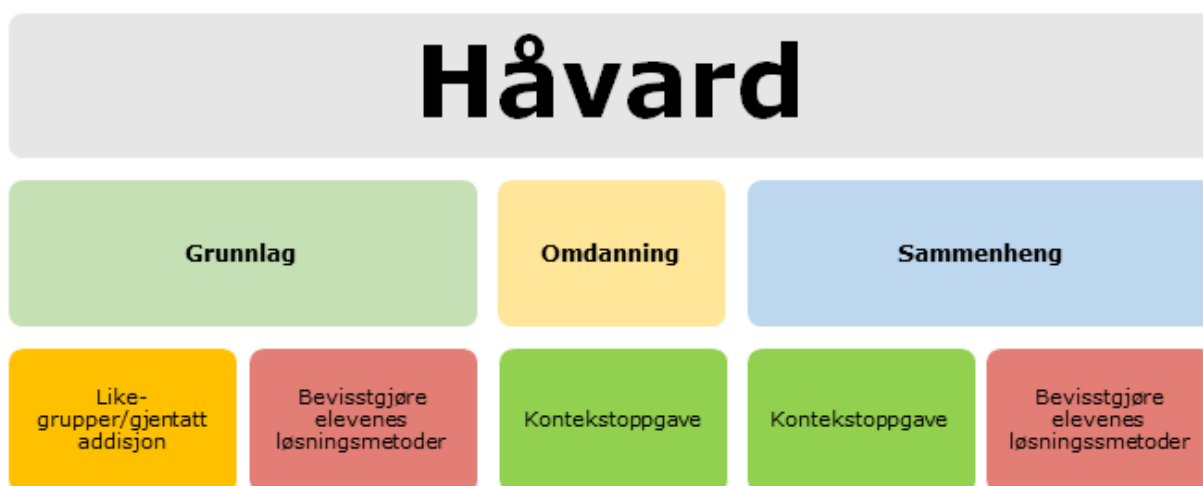 Håvard
Grunnlag
Omdanning
Sammenheng
Like-
grupper/gjentatt
addisjon
Bevisstgjøre
elevenes
løsningsmetoder
Kontekstoppgave
Kontekstoppgave
Bevisstgjøre
elevenes
løsningssmetoder